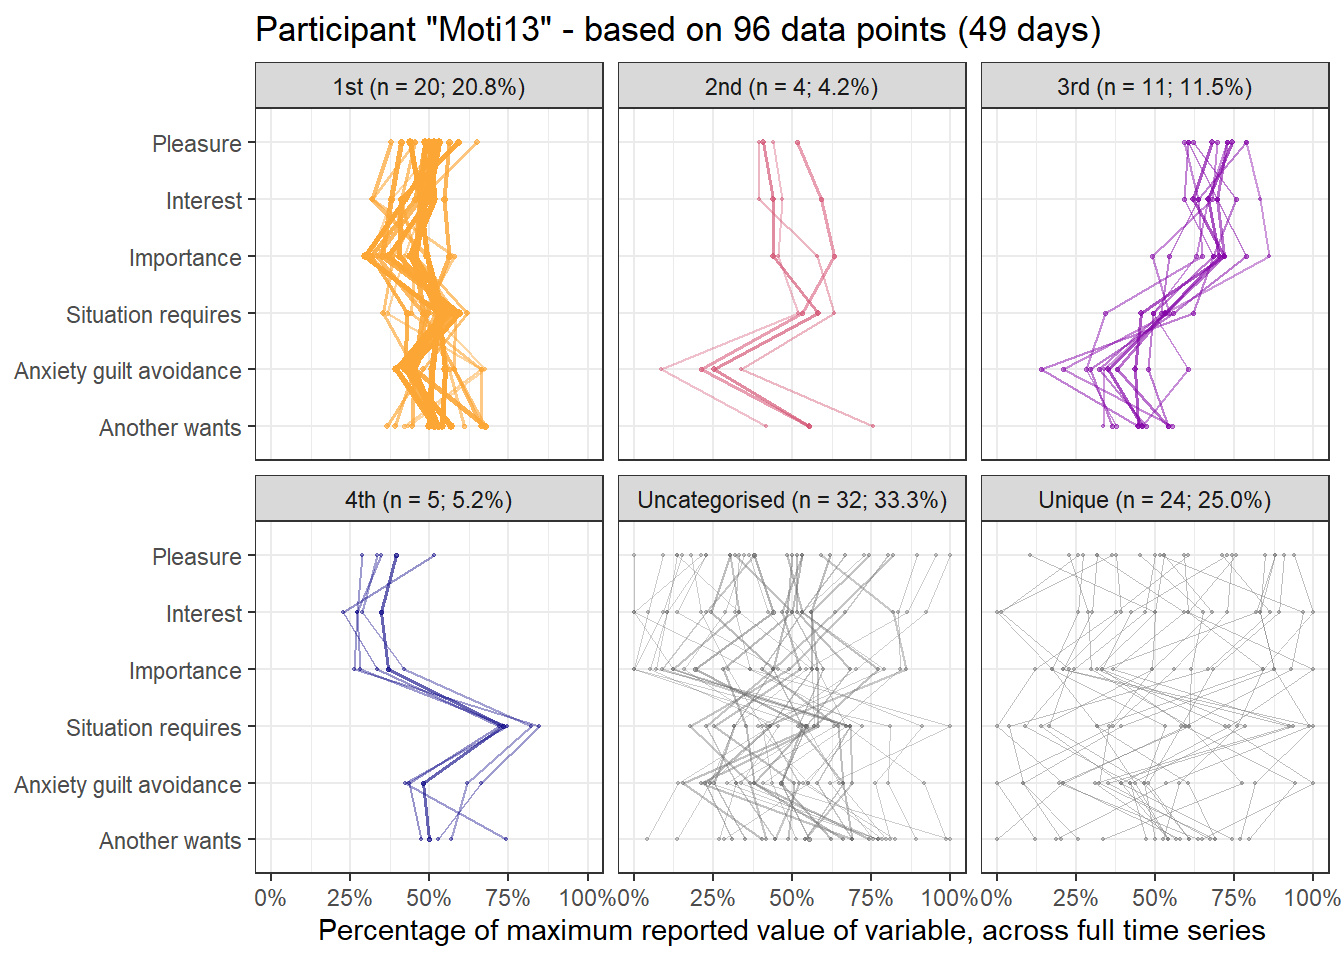 Participant "Moti13" - based on 96 data points (49 days)
1st (n = 20; 20.8%)
2nd (n = 4; 4.2%)
3rd (n = 11; 11.5%)
Pleasure
Interest
Importance
Situation requires
Anxiety guilt avoidance
Another wants
4th (n = 5; 5.2%)
Uncategorised (n = 32; 33.3%)
Unique (n = 24; 25.0%)
Pleasure
Interest
Importance
Situation requires
Anxiety guilt avoidance
Another wants
0% 25% 50% 75% 100% 0% 25% 50% 75% 100% 0% 25% 50% 75% 100%
Percentage of maximum reported value of variable, across full time series